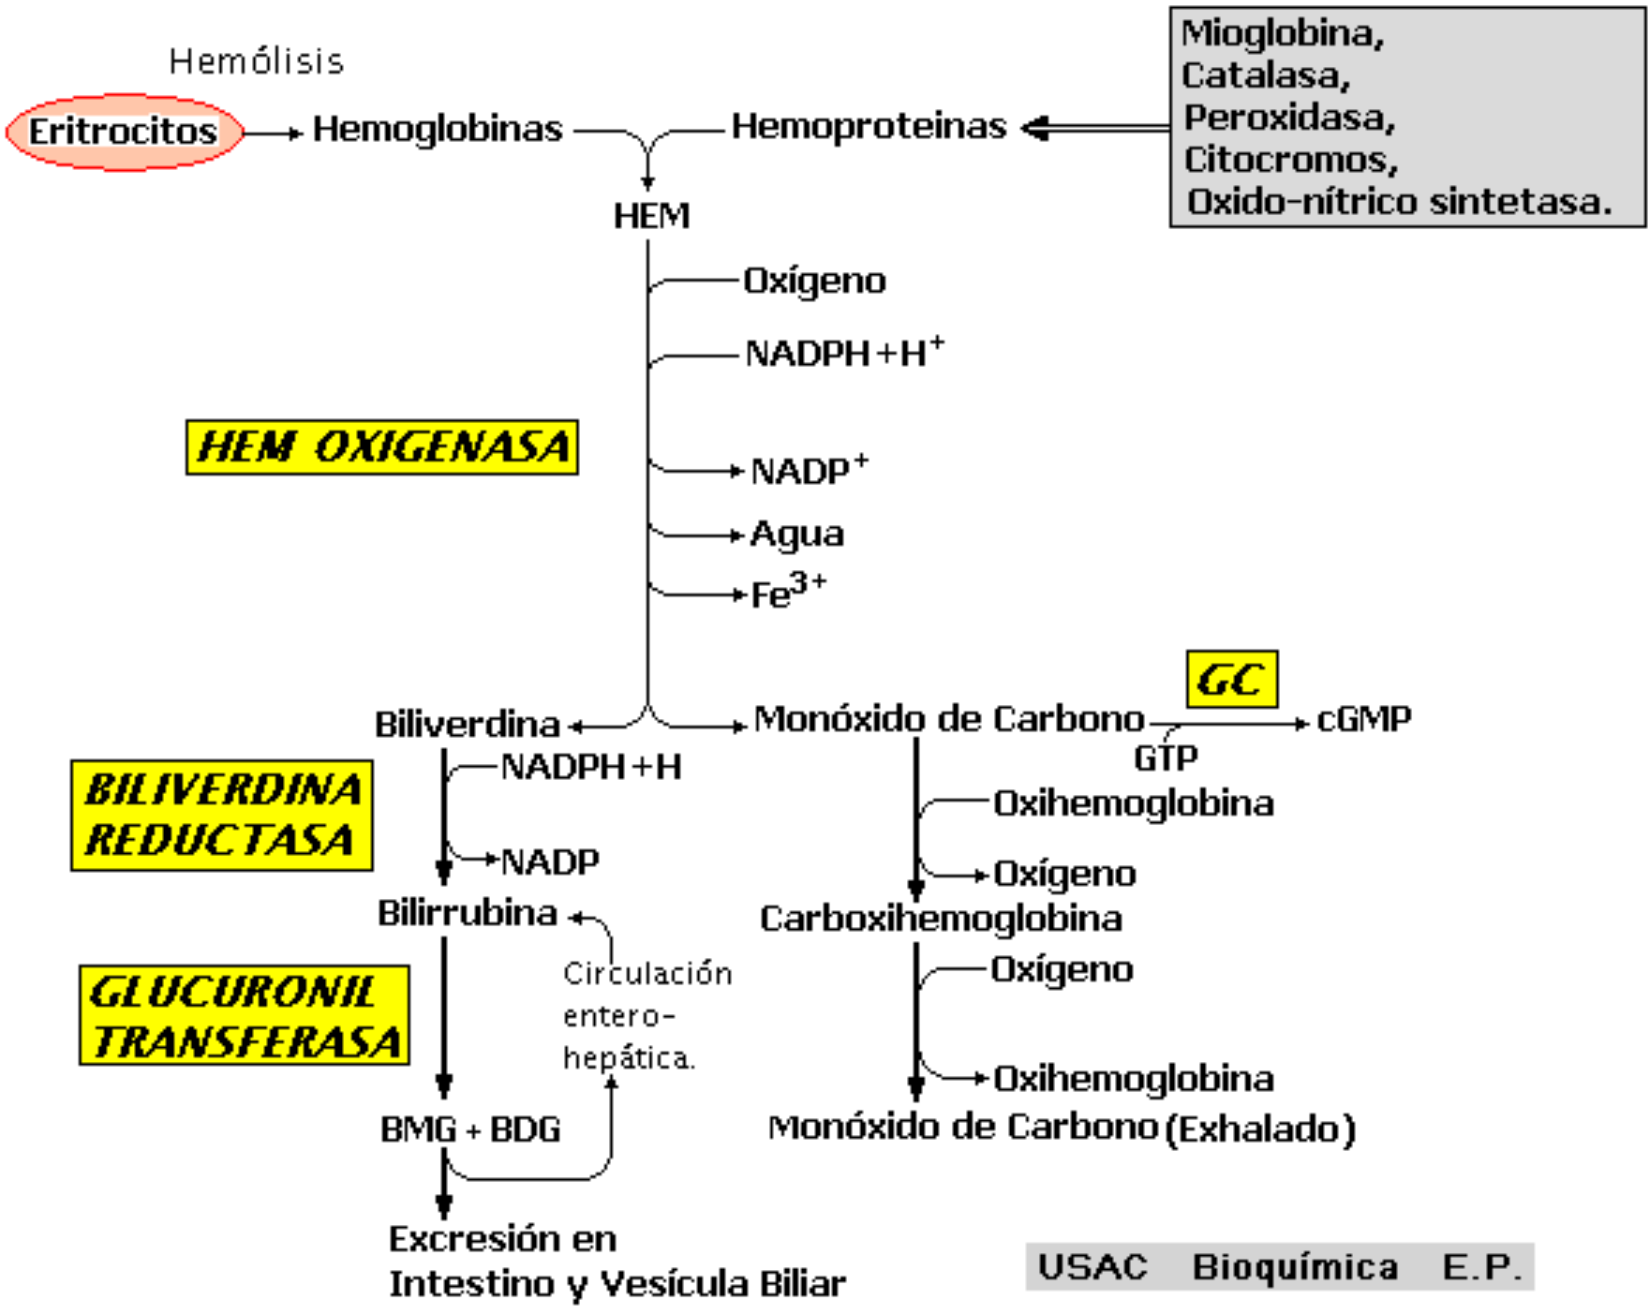 Hemólisis
Eritrocitos
Hemoglobinas
Hemoproteinas
Mioglobina,
Catalasa,
Peroxidasa,
Citocromos,
Oxido-nítrico sintetasa.
HEM
Oxígeno
NADPH+H+
HEM OXIGENASA
NADP+
Agua
Fe3+
GC
Biliverdina
Monóxido de Carbono
cGMP
GTP
NADPH+H
BILIVERDINA
REDUCTASA
NADP
Oxihemoglobina
Oxígeno
Bilirrubina
Carboxihemoglobina
GLUCURONIL
TRANSFERASA
Circulación
entero-
hepática.
Oxígeno
Oxihemoglobina
BMG + BDG
Monóxido de Carbono (Exhalado)
Excresión en
Intestino y Vesícula Biliar
USAC Bioquímica E.P.